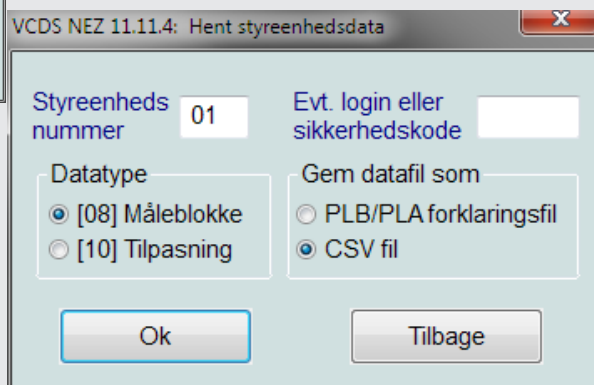 VCDS NEZ 11.11.4: Hent styreenhedsdata
x
Styreenheds nummer
01
Evt. login eller sikkerhedskode
Datatype
[08] Måleblokke
[10] Tilpasning
Gem datafil som
PLB/PLA forklaringsfil
CSV fil
Ok
Tilbage